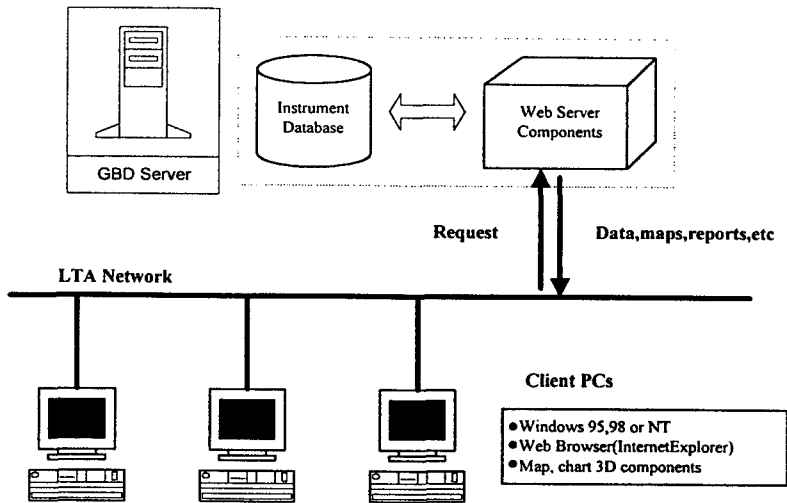 Instrument
Database
Web Server
Components
GBD Server
Request
Data,maps,reports,etc
LTA Network
Client PCs
●Windows 95,98 or NT
●Web Browser(InternetExplorer)
●Map, chart 3D components